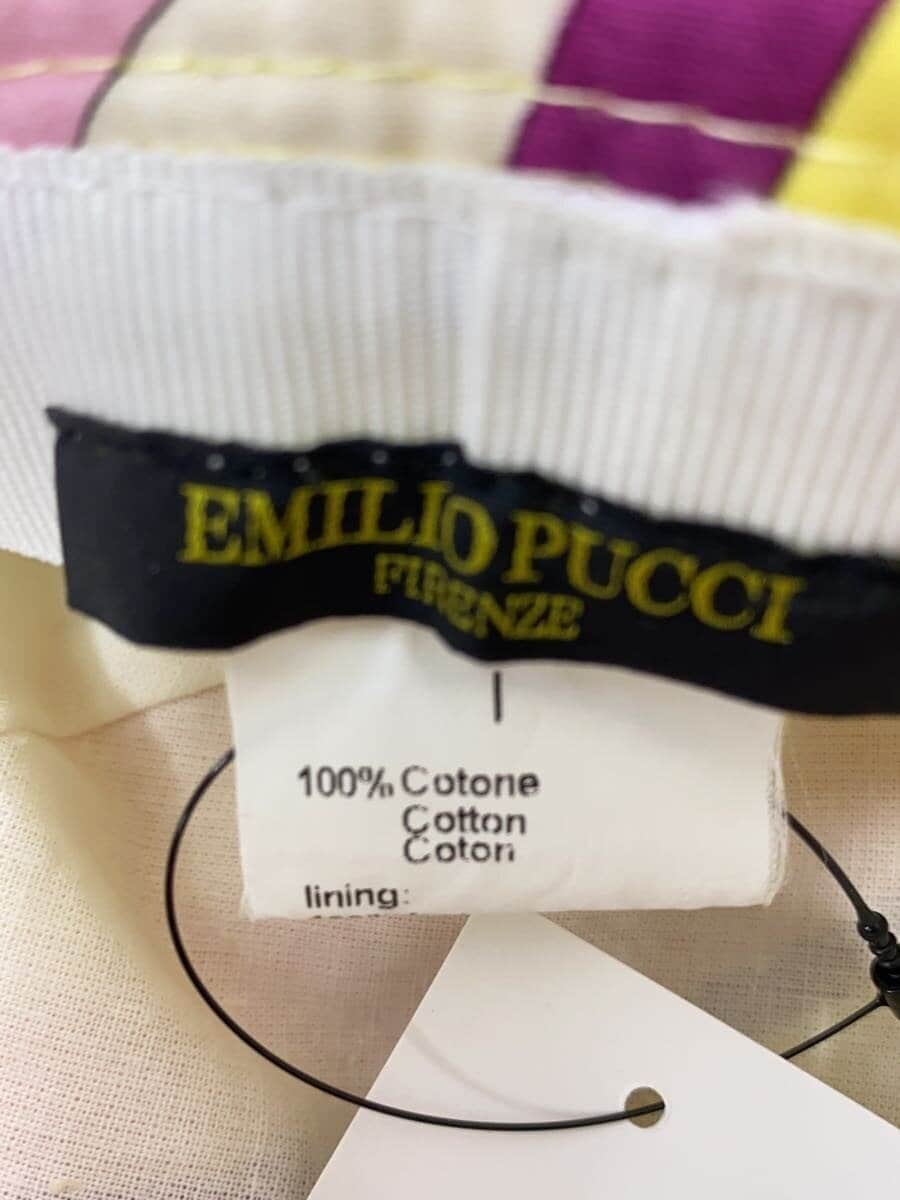 EMILIO PUCCI
FIRENZE
I
100% Cotone
Cotton
Coton
lining: